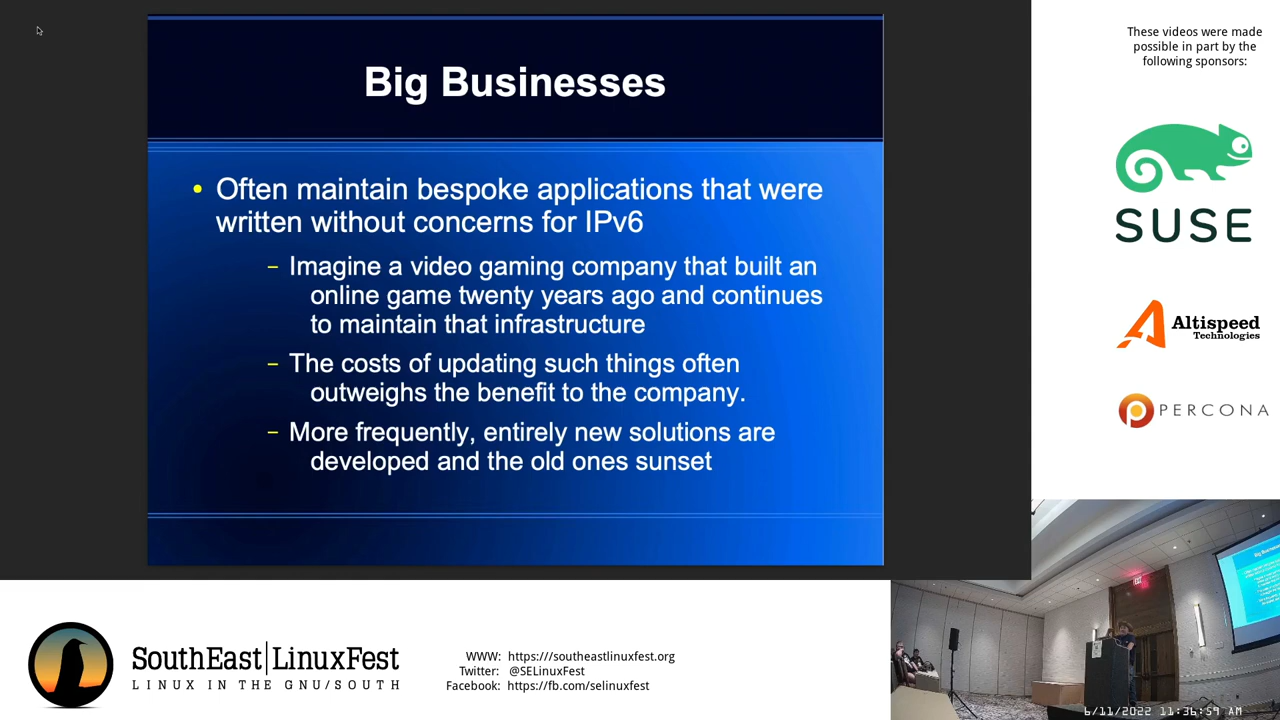 Big Businesses
Often maintain bespoke applications that were
written without concerns for IPv6
– Imagine a video gaming company that built an
online game twenty years ago and continues
to maintain that infrastructure
– The costs of updating such things often
outweighs the benefit to the company.
– More frequently, entirely new solutions are
developed and the old ones sunset
These videos were made
possible in part by the
following sponsors:
SUSE
Altispeed
Technologies
PERCONA
SouthEast LinuxFest
LINUX IN THE GNU/SOUTH
WWW: https:///southeastlinuxfest.org
Twitter: @SELinuxFest
Facebook: https://fb.com/selinuxfest
EXIT
6/11/2022 11:36:59 AM